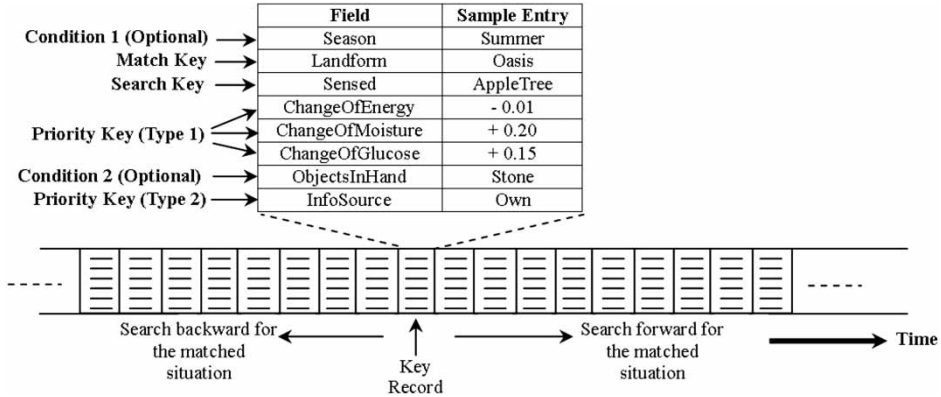 Field Sample Entry
Condition 1 (Optional) Season Summer
Match Key Landform Oasis
Search Key Sensed AppleTree
ChangeOfEnergy - 0.01
Priority Key (Type 1) ChangeOfMoisture + 0.20
ChangeOfGlucose + 0.15
Condition 2 (Optional) ObjectsInHand Stone
Priority Key (Type 2) InfoSource Own
Search backward for
the matched
situation
Key
Record
Search forward for
the matched
situation
Time